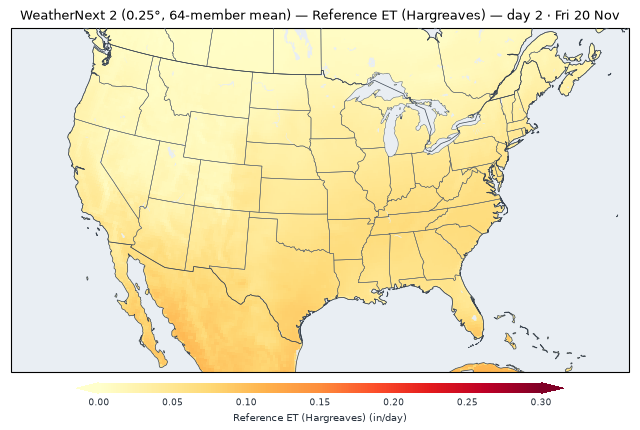 WeatherNext 2 (0.25°, 64-member mean) — Reference ET (Hargreaves) — day 2 · Fri 20 Nov
0.00 0.05 0.10 0.15 0.20 0.25 0.30
Reference ET (Hargreaves) (in/day)